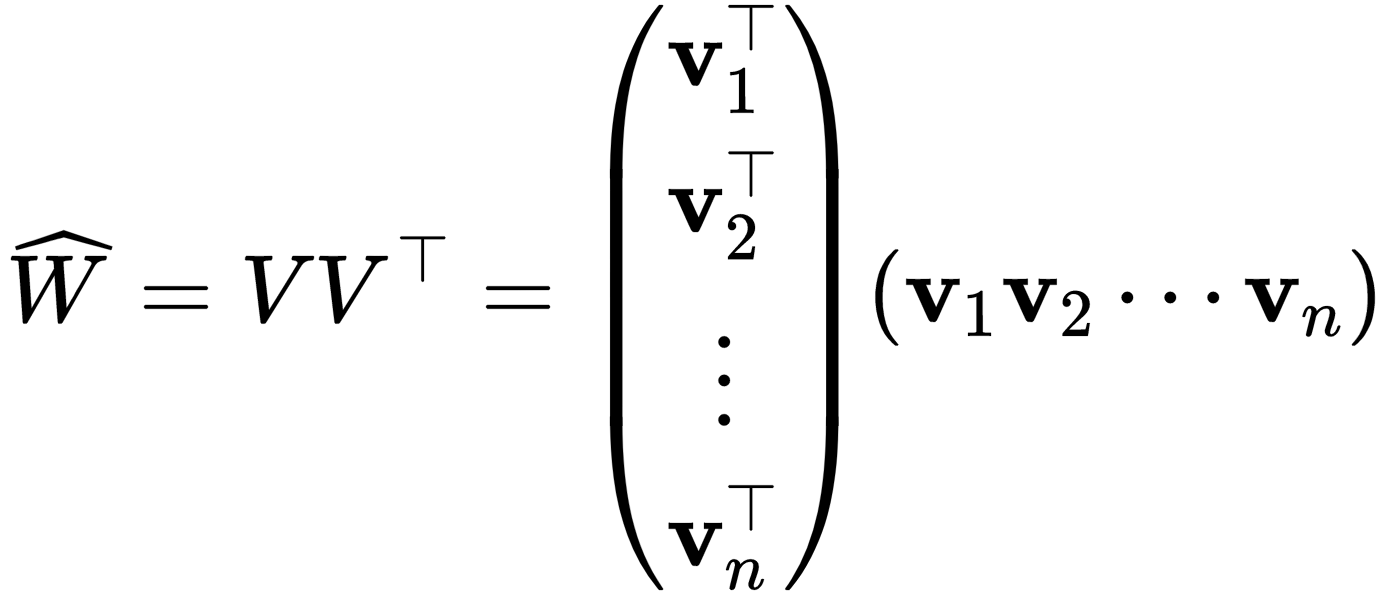 $\widehat{W} = VV^\top = \begin{pmatrix} \mathbf{v}_1^\top \\ \mathbf{v}_2^\top \\ \vdots \\ \mathbf{v}_n^\top \end{pmatrix} (\mathbf{v}_1 \mathbf{v}_2 \cdots \mathbf{v}_n)$